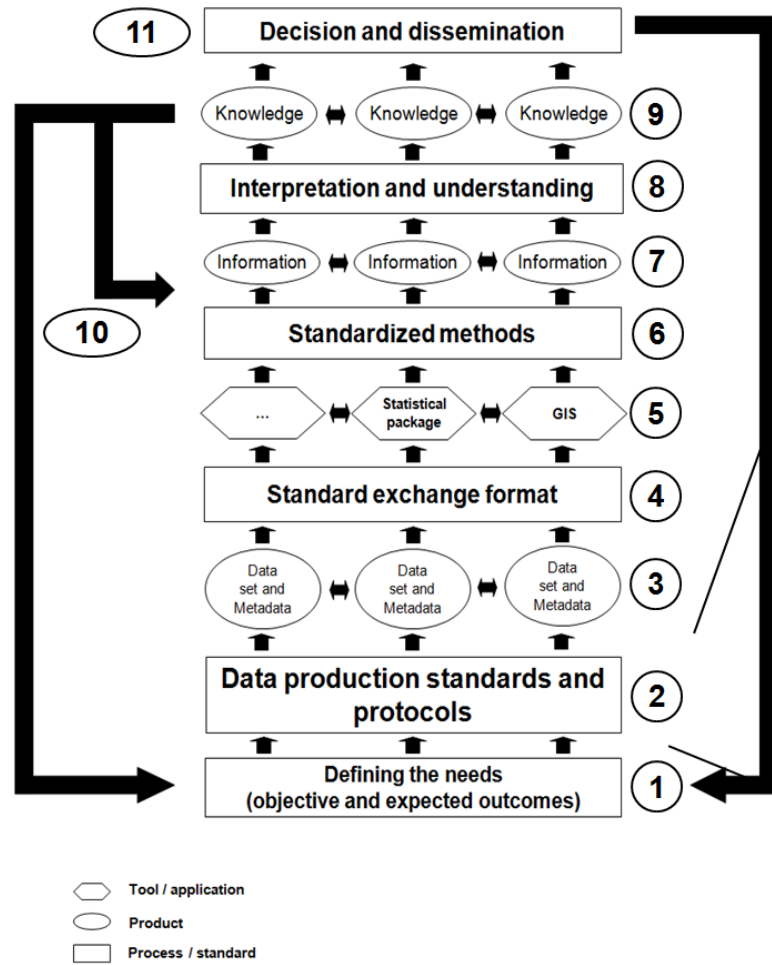 11
Decision and dissemination
Knowledge
Knowledge
Knowledge
9
Interpretation and understanding
8
Information
Information
Information
7
10
Standardized methods
6
...
Statistical
package
GIS
5
Standard exchange format
4
Data
set and
Metadata
Data
set and
Metadata
Data
set and
Metadata
3
Data production standards and
protocols
2
Defining the needs
(objective and expected outcomes)
1
Tool / application
Product
Process / standard